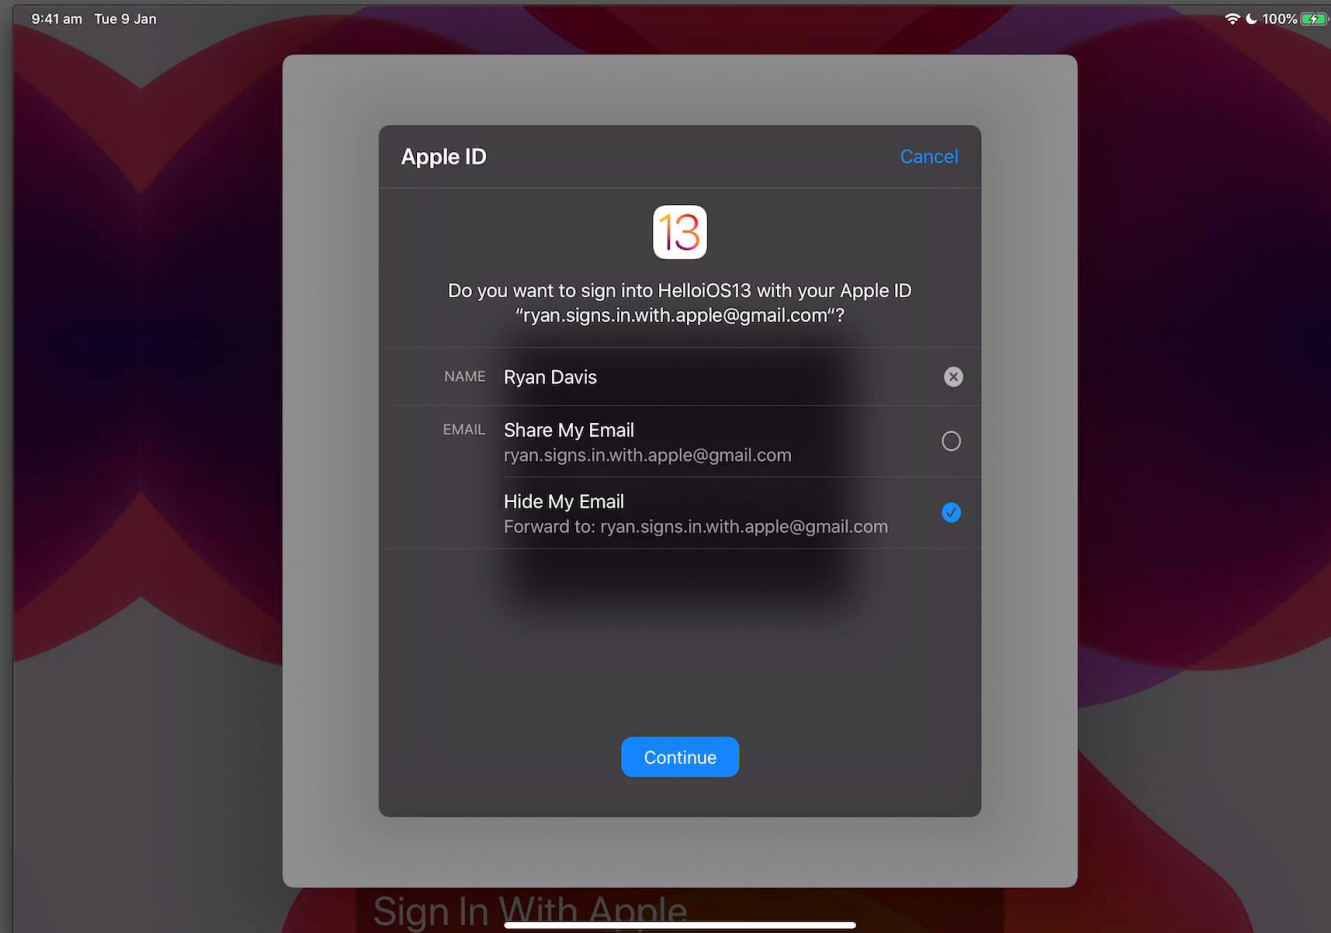 9:41 am Tue 9 Jan
100%
Apple ID
Cancel
13
Do you want to sign into HelloiOS13 with your Apple ID
“ryan.signs.in.with.apple@gmail.com“?
NAME Ryan Davis
EMAIL Share My Email
ryan.signs.in.with.apple@gmail.com
Hide My Email
Forward to: ryan.signs.in.with.apple@gmail.com
Continue
Sign In With Apple